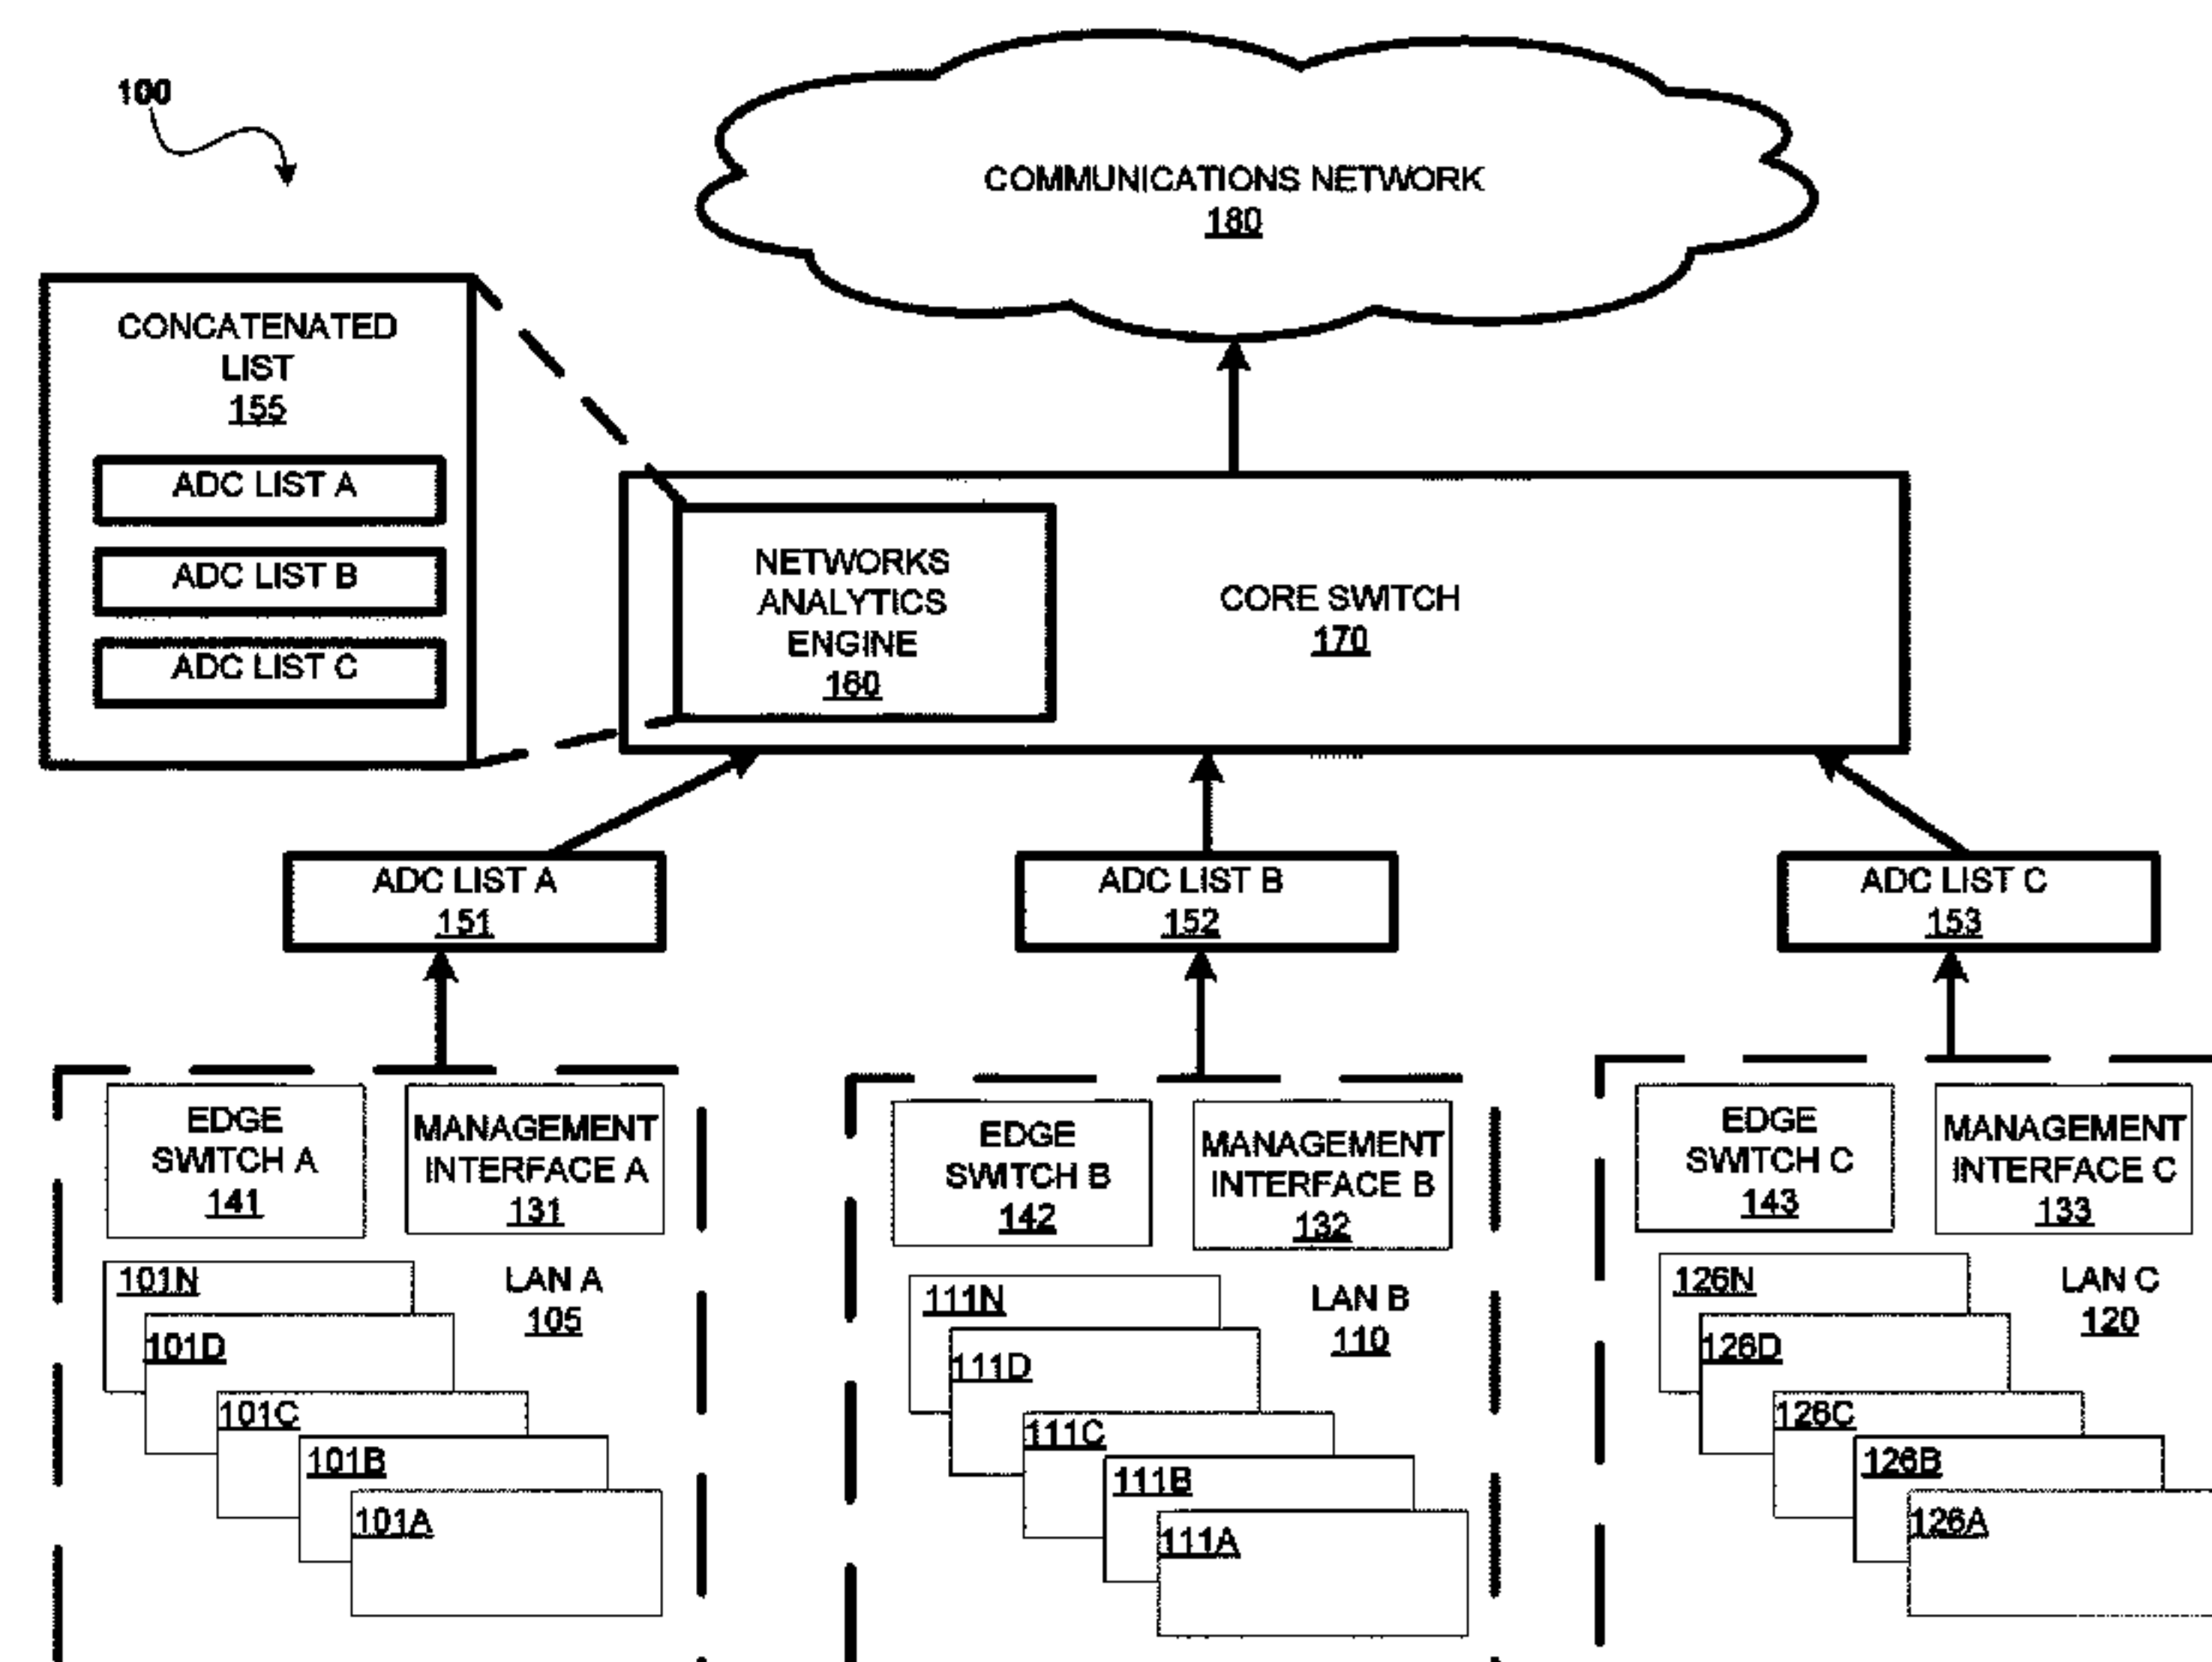 100
COMMUNICATIONS NETWORK
180
CONCATENATED
LIST
155
ADC LIST A
ADC LIST B
ADC LIST C
NETWORKS
ANALYTICS
ENGINE
160
CORE SWITCH
170
ADC LIST A
151
ADC LIST B
152
ADC LIST C
153
EDGE
SWITCH A
141
MANAGEMENT
INTERFACE A
131
101N
101D
101C
101B
101A
LAN A
105
EDGE
SWITCH B
142
MANAGEMENT
INTERFACE B
132
111N
111D
111C
111B
111A
LAN B
110
EDGE
SWITCH C
143
MANAGEMENT
INTERFACE C
133
126N
126D
126C
126B
126A
LAN C
120